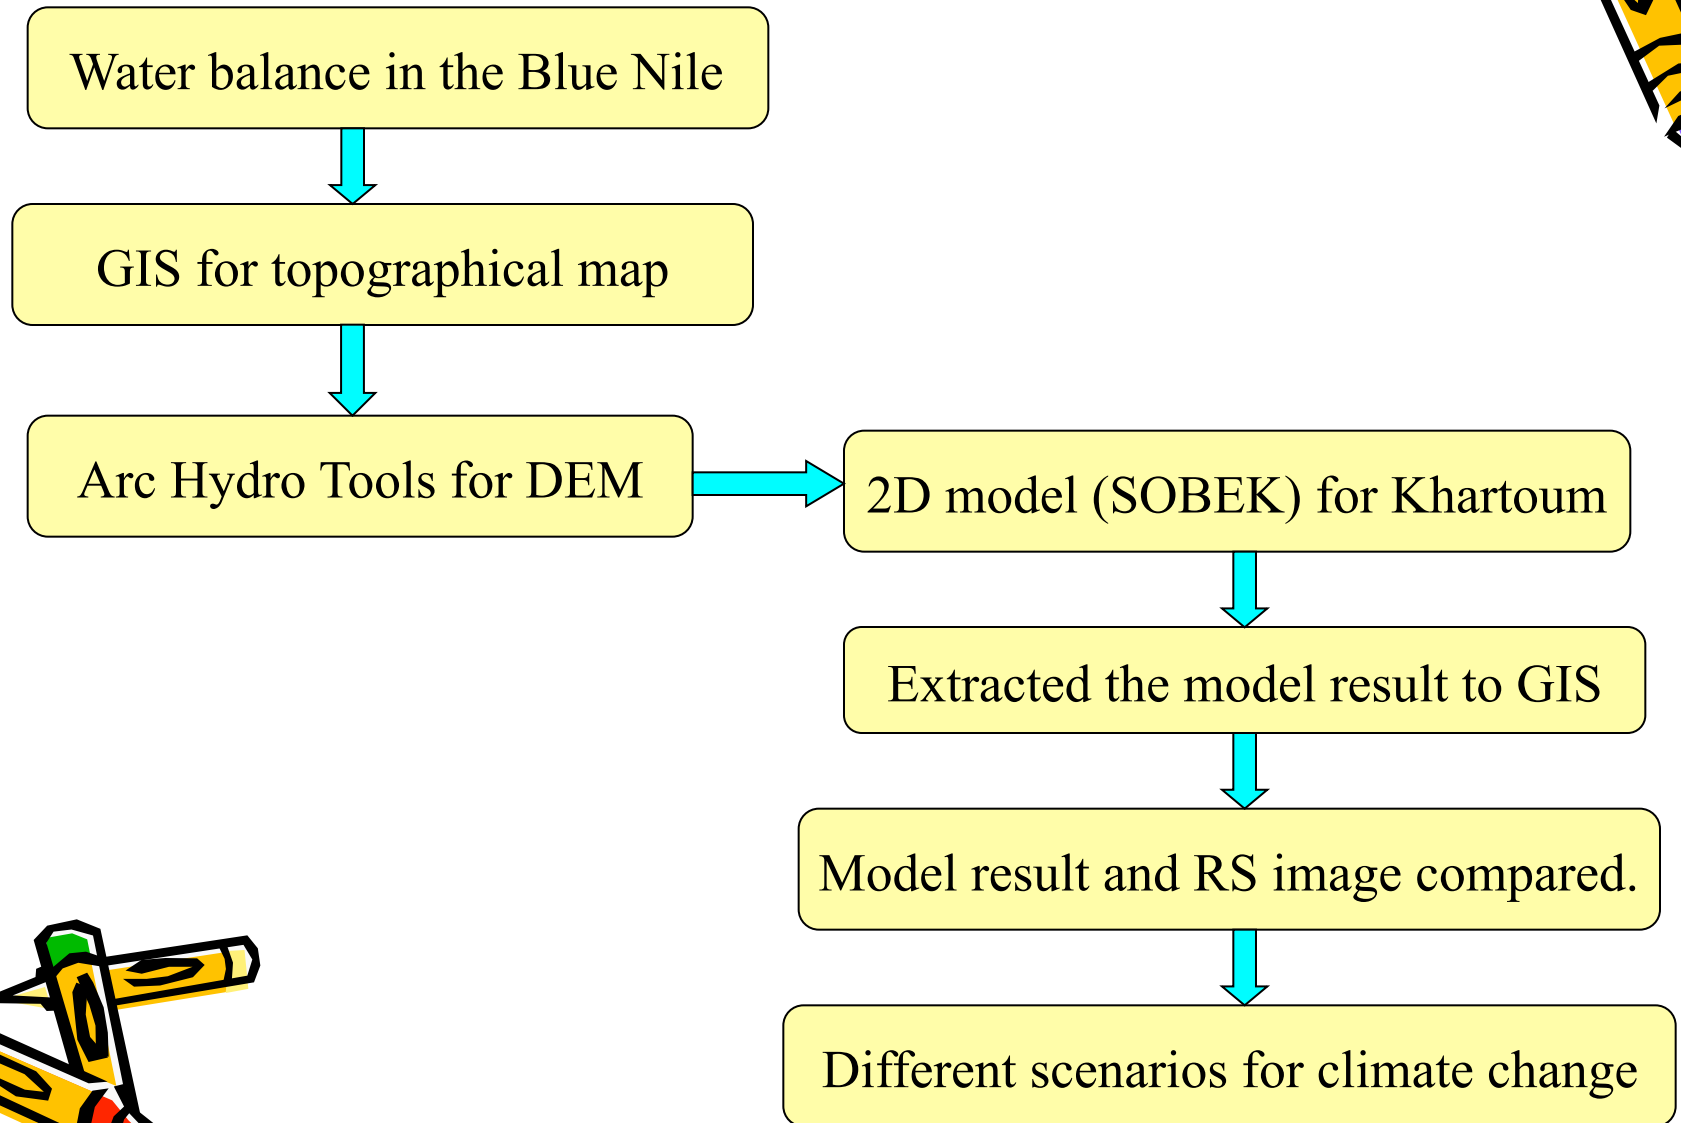 Water balance in the Blue Nile
GIS for topographical map
Arc Hydro Tools for DEM
2D model (SOBEK) for Khartoum
Extracted the model result to GIS
Model result and RS image compared.
Different scenarios for climate change